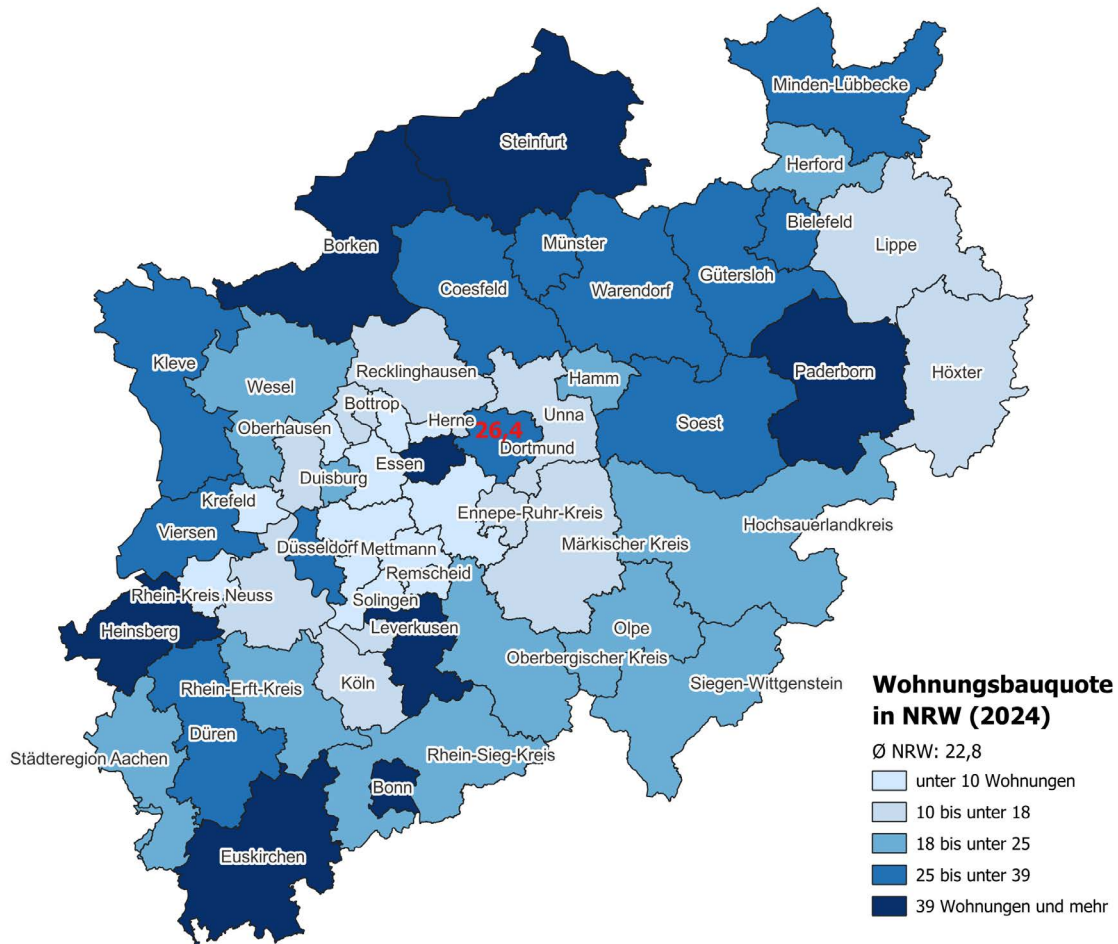 Minden-Lübbecke
Steinfurt
Herford
Borken
Münster
Bielefeld
Lippe
Coesfeld
Warendorf
Gütersloh
Kleve
Recklinghausen
Paderborn
Höxter
Wesel
Hamm
Bottrop
Unna
Soest
Oberhausen
Herne
26,4
Dortmund
Essen
Duisburg
Krefeld
Ennepe-Ruhr-Kreis
Hochsauerlandkreis
Viersen
Düsseldorf
Mettmann
Märkischer Kreis
Remscheid
Rhein-Kreis Neuss
Solingen
Heinsberg
Leverkusen
Olpe
Oberbergischer Kreis
Köln
Rhein-Erft-Kreis
Siegen-Wittgenstein
Düren
Städteregion Aachen
Rhein-Sieg-Kreis
Bonn
Euskirchen
Wohnungsbauquote
in NRW (2024)
Ø NRW: 22,8
unter 10 Wohnungen
10 bis unter 18
18 bis unter 25
25 bis unter 39
39 Wohnungen und mehr